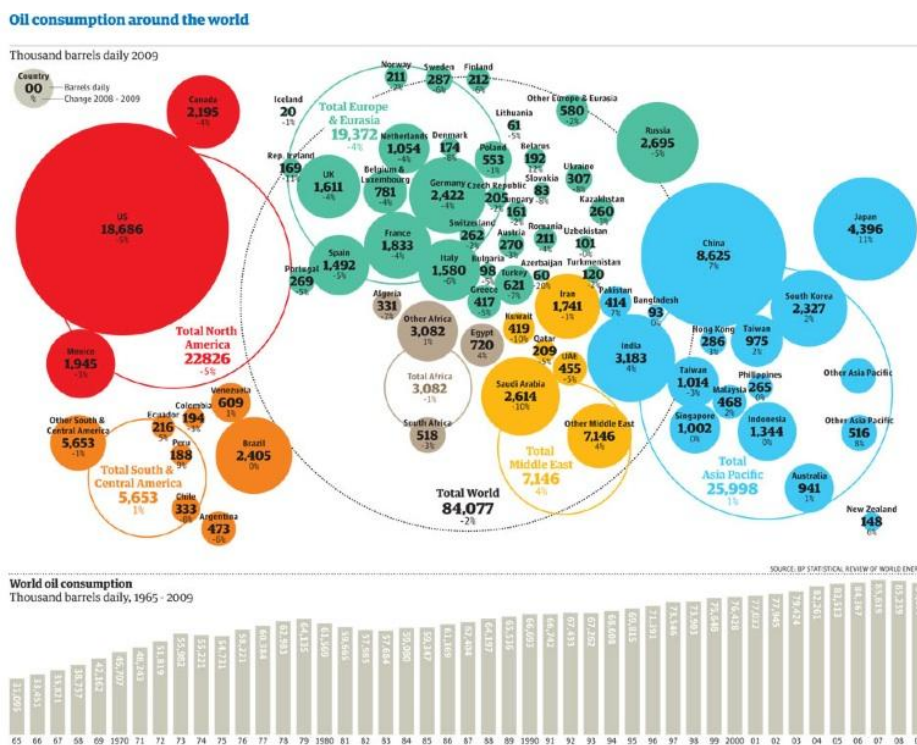 Oil consumption around the world
Thousand barrels daily 2009
Country
00
%
Barrels daily
Change 2008 - 2009
Canada
2,195
-4%
US
18,686
-5%
Mexico
1,945
Total North
America
22826
-5%
Iceland
20
-1%
Norway
211
Sweden
287
-6%
Finland
212
-6%
Total Europe
& Eurasia
19,372
-4%
Rep. Ireland
169
-11%
UK
1,611
-4%
Netherlands
1,054
-4%
Belgium &
Luxembourg
781
-4%
Denmark
174
Germany
2,422
-4%
Poland
553
-1%
Lithuania
61
-5%
Other Europe & Eurasia
580
-2%
Belarus
192
12%
Russia
2,695
-5%
Ukraine
307
-8%
Slovakia
83
-8%
Czech Republic
205
Hungary
161
-2%
Kazakhstan
260
Portugal
269
-5%
Spain
1,492
-5%
France
1,833
-4%
Switzerland
262
Austria
270
-3%
Romania
211
-4%
Uzbekistan
101
-0%
Italy
1,580
-6%
Bulgaria
98
-5%
Greece
417
-5%
Turkey
621
-7%
Azerbaijan
60
-20%
Turkmenistan
120
Algeria
331
Other Africa
3,082
1%
Egypt
720
4%
Total Africa
3,082
-1%
South Africa
518
-3%
Iran
1,741
-1%
Kuwait
419
-10%
Qatar
209
-5%
UAE
455
-5%
Saudi Arabia
2,614
-10%
Other Middle East
7,146
4%
Total
Middle East
7,146
4%
China
8,625
7%
Japan
4,396
11%
South Korea
2,327
2%
Pakistan
414
7%
Bangladesh
93
0%
India
3,183
4%
Hong Kong
286
Taiwan
975
2%
Taiwan
1,014
-3%
Philippines
265
0%
Malaysia
468
2%
Other Asia Pacific
Singapore
1,002
0%
Indonesia
1,344
0%
Other Asia Pacific
516
8%
Total
Asia Pacific
25,998
1%
Australia
941
1%
New Zealand
148
6%
Other South &
Central America
5,653
-1%
Ecuador
216
5%
Colombia
194
-3%
Venezuela
609
1%
Peru
188
9%
Brazil
2,405
0%
Total South &
Central America
5,653
1%
Chile
333
Argentina
473
-6%
Total World
84,077
-2%
SOURCE: BP STATISTICAL REVIEW OF WORLD ENER
World oil consumption
Thousand barrels daily, 1965 - 2009
65 66 67 68 69 1970 71 72 73 74 75 76 77 78 79 1980 81 82 83 84 85 86 87 88 89 1990 91 92 93 94 95 96 97 98 99 2000 01 02 03 04 05 06 07 08